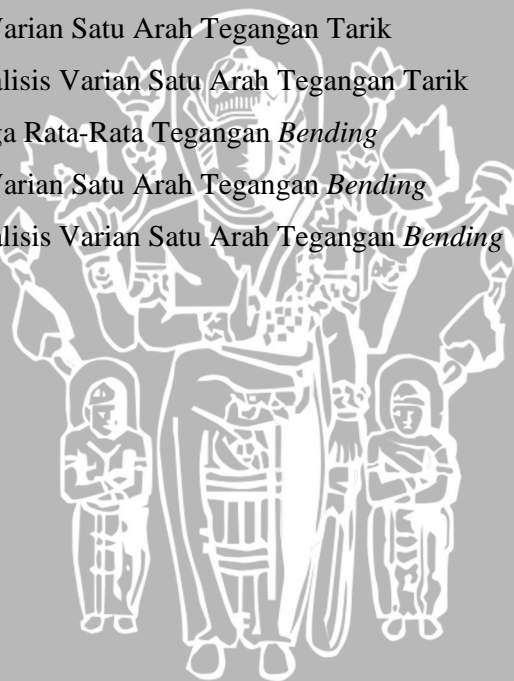 Varian Satu Arah Tegangan Tarik
alisis Varian Satu Arah Tegangan Tarik
ga Rata-Rata Tegangan Bending
Varian Satu Arah Tegangan Bending
alisis Varian Satu Arah Tegangan Bending